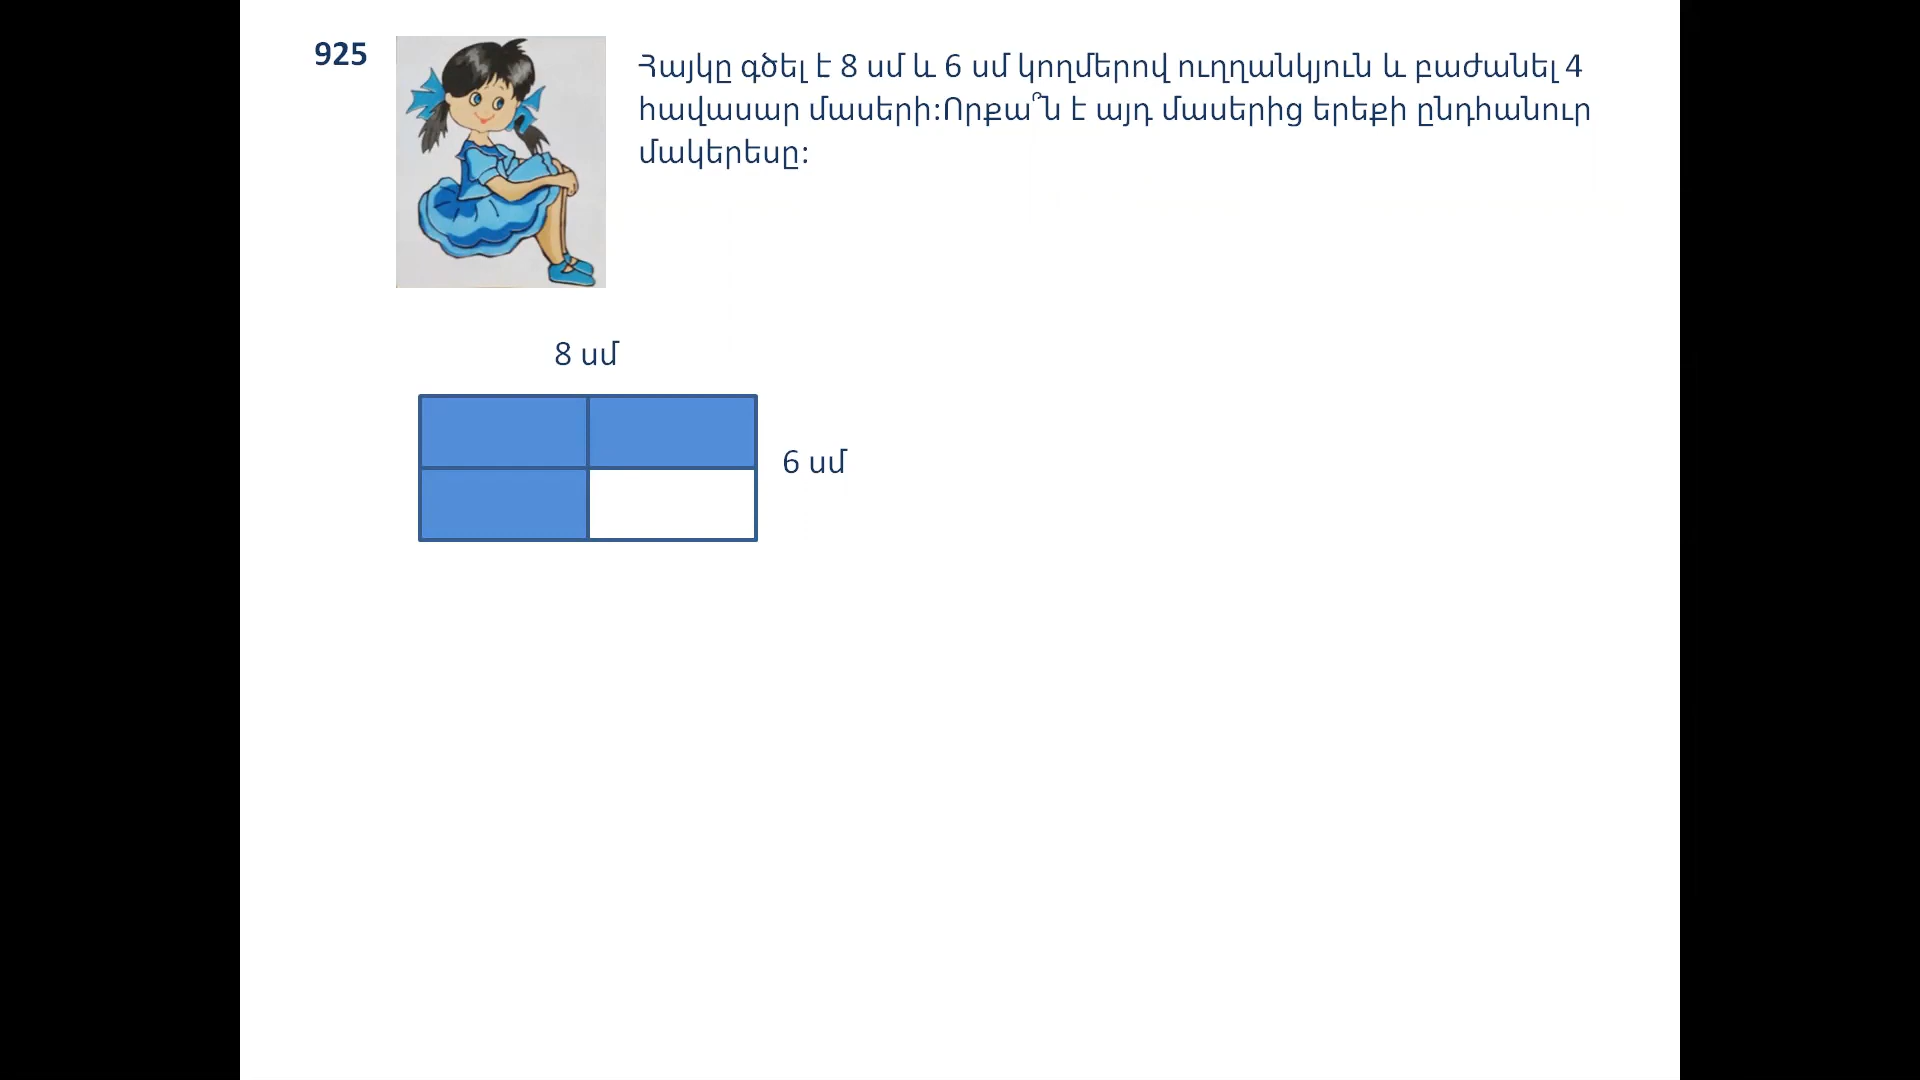 925
Հայկը գծել է 8 սմ և 6 սմ կողմերով ուղղանկյուն և բաժանել 4
հավասար մասերի:Որքա՞ն է այդ մասերից երեքի ընդհանուր
մակերեսը:
8 սմ
6 սմ